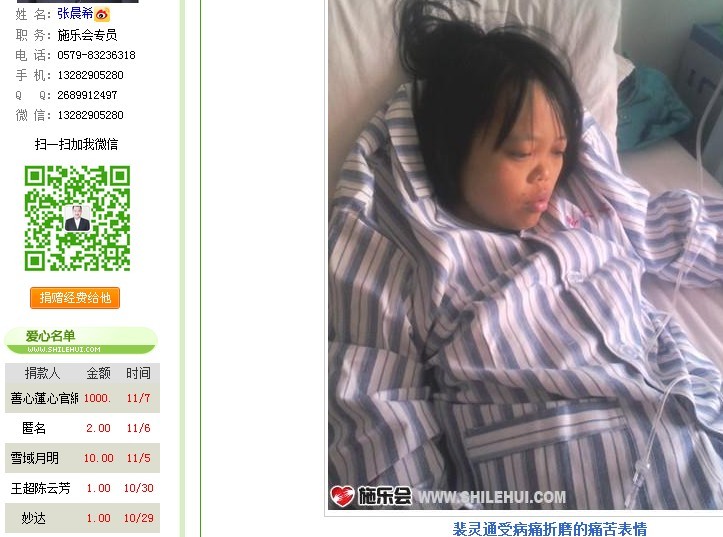 姓 名：张晨希
职 务：施乐会专员
电 话：0579-83236318
手 机：13282905280
Q Q：2689912497
微 信：13282905280
扫一扫加我微信
捐赠经费给他
爱心名单
WWW.SHILEHUI.COM
捐款人 金额 时间
善心莲心官網 1000. 11/7
匿名 2.00 11/6
雪域月明 10.00 11/5
王超陈云芳 1.00 10/30
妙达 1.00 10/29
施乐会 WWW.SHILEHUI.COM
裴灵通受病痛折磨的痛苦表情